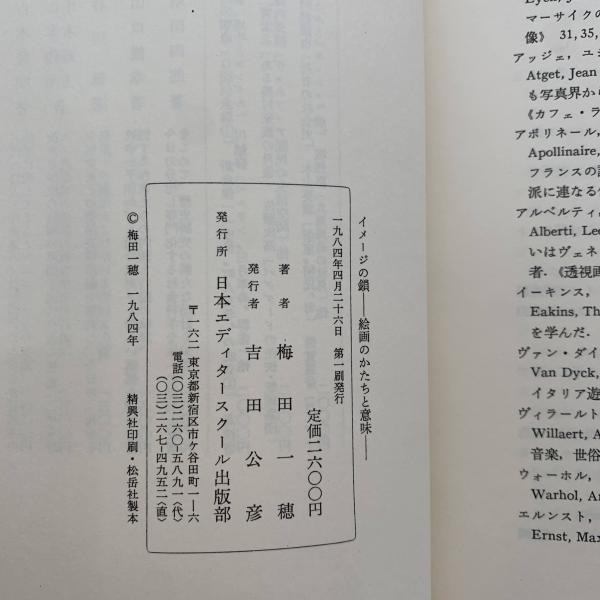 イメージの鎖――絵画のかたちと意味――
一九八四年四月二十六日 第一刷発行
定価二六〇〇円
著者 梅田一穂
発行者 吉田公彦
発行所 日本エディタースクール出版部
〒一六二 東京都新宿区市ケ谷田町一―六
電話(〇三)二六〇―五八九一(代)
(〇三)二六七―四九五二(直)
精興社印刷・松岳社製本
© 梅田一穂 一九八四年
マーサイクの
像》 31, 35,
アッジェ,
Atget, Jean
も写真界か
《カフェ・ラ
アポリネール,
Apollinaire,
フランスの
派に連なる
アルベルティ
Alberti, Le
いはヴェネ
者.《透視画
イーキンス,
Eakins, Th
を学んだ.
ヴァン・ダイ
Van Dyck,
イタリア遊
ヴィラールト
Willaert, A
音楽, 世俗
ウォーホル,
Warhol, An
エルンスト,
Ernst, Max